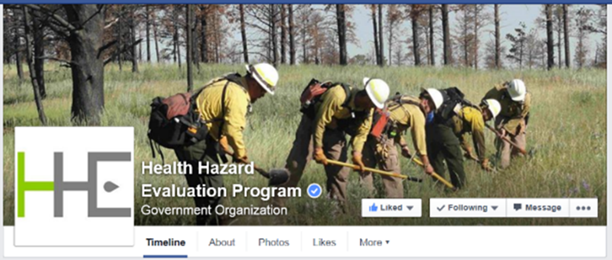 HHE
Health Hazard
Evaluation Program
Government Organization
Liked
Following
Message
Timeline
About
Photos
Likes
More